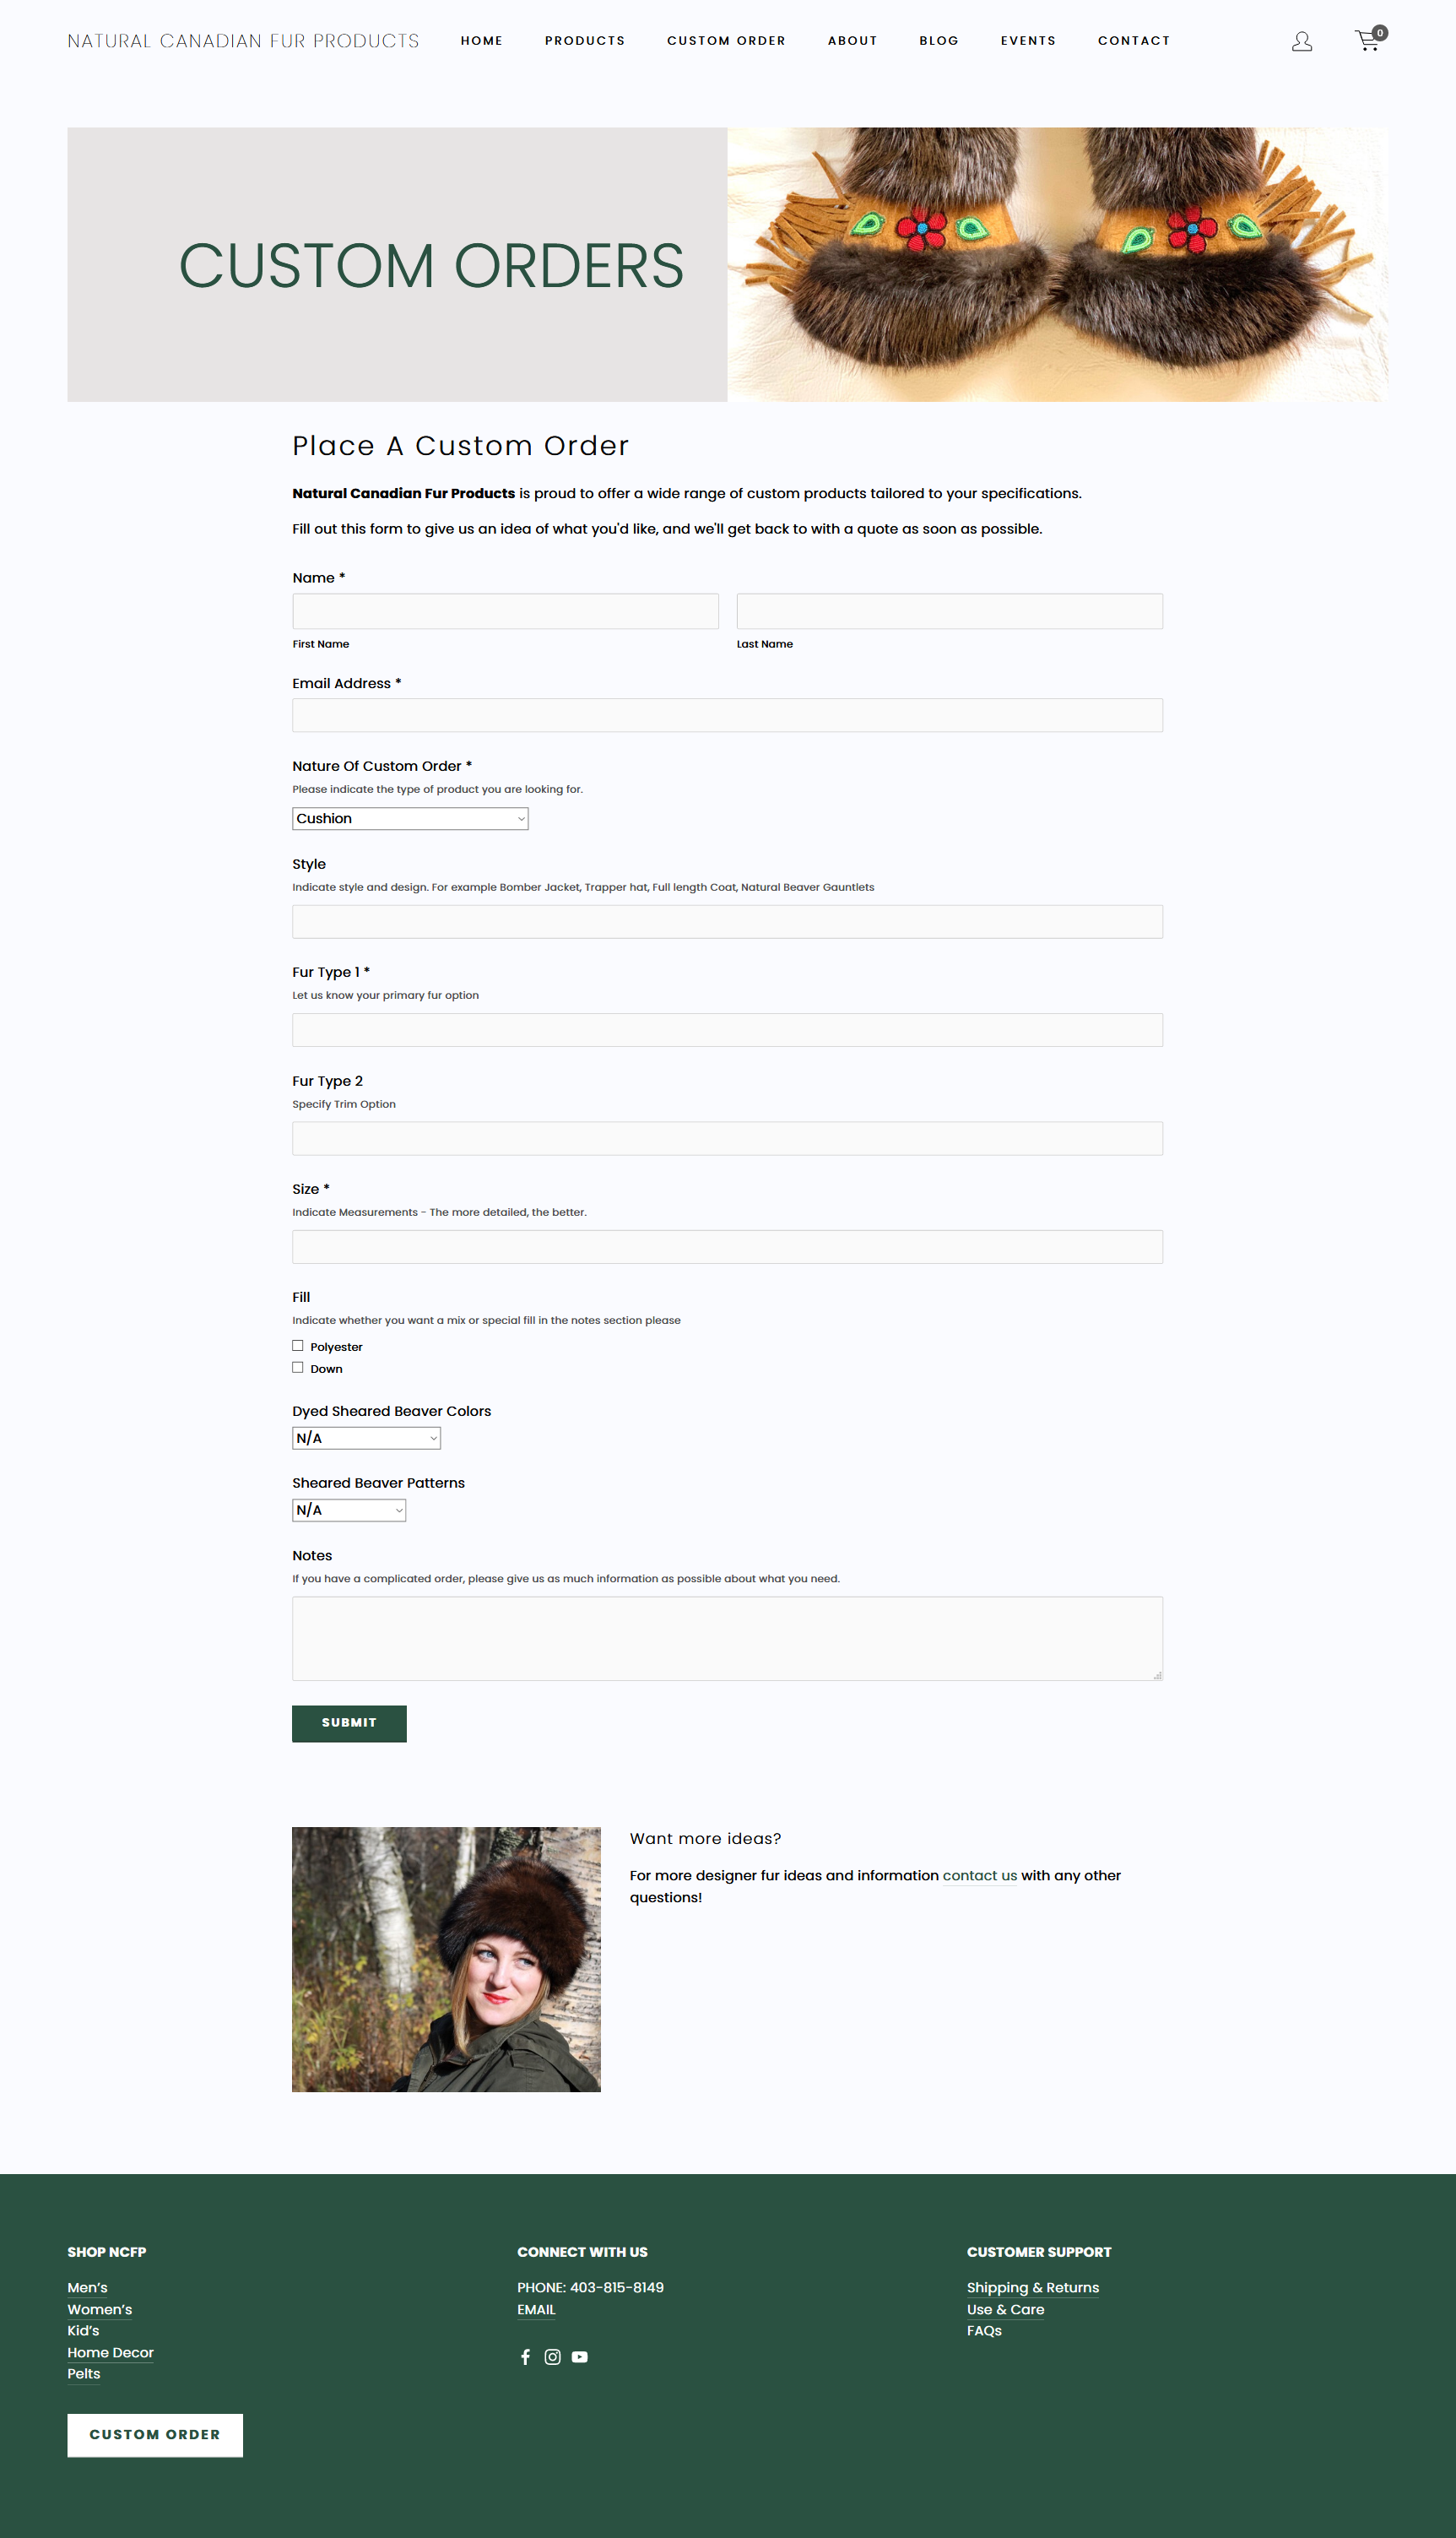 NATURAL CANADIAN FUR PRODUCTS HOME PRODUCTS CUSTOM ORDER ABOUT BLOG EVENTS CONTACT 0
CUSTOM ORDERS
Place A Custom Order
Natural Canadian Fur Products is proud to offer a wide range of custom products tailored to your specifications.
Fill out this form to give us an idea of what you'd like, and we'll get back to with a quote as soon as possible.
Name *
First Name
Last Name
Email Address *
Nature Of Custom Order *
Please indicate the type of product you are looking for.
Cushion
Style
Indicate style and design. For example Bomber Jacket, Trapper hat, Full length Coat, Natural Beaver Gauntlets
Fur Type 1 *
Let us know your primary fur option
Fur Type 2
Specify Trim Option
Size *
Indicate Measurements - The more detailed, the better.
Fill
Indicate whether you want a mix or special fill in the notes section please
Polyester
Down
Dyed Sheared Beaver Colors
N/A
Sheared Beaver Patterns
N/A
Notes
If you have a complicated order, please give us as much information as possible about what you need.
SUBMIT
Want more ideas?
For more designer fur ideas and information contact us with any other
questions!
SHOP NCFP
Men's
Women's
Kid's
Home Decor
Pelts
CUSTOM ORDER
CONNECT WITH US
PHONE: 403-815-8149
EMAIL
CUSTOMER SUPPORT
Shipping & Returns
Use & Care
FAQs